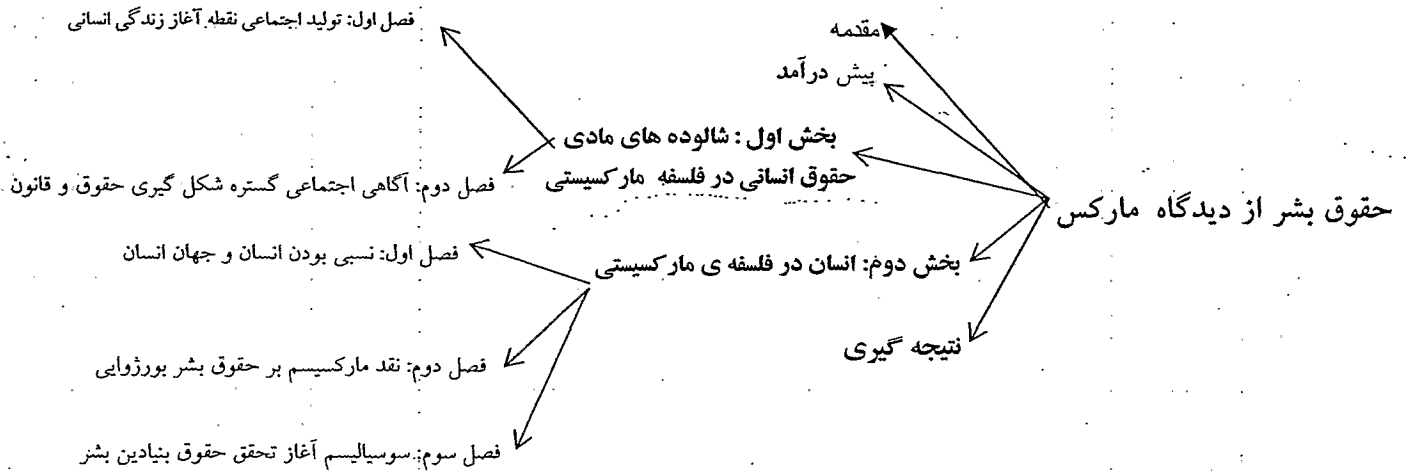 حقوق بشر از دیدگاه مارکس
مقدمه
پیش درآمد
بخش اول : شالوده های مادی
حقوق انسانی در فلسفه مارکسیستی
فصل اول: تولید اجتماعی نقطه آغاز زندگی انسانی
فصل دوم: آگاهی اجتماعی گستره شکل گیری حقوق و قانون
بخش دوم: انسان در فلسفه ی مارکسیستی
فصل اول: نسبی بودن انسان و جهان انسان
فصل دوم: نقد مارکسیسم بر حقوق بشر بورژوایی
فصل سوم: سوسیالیسم آغاز تحقق حقوق بنیادین بشر
نتیجه گیری